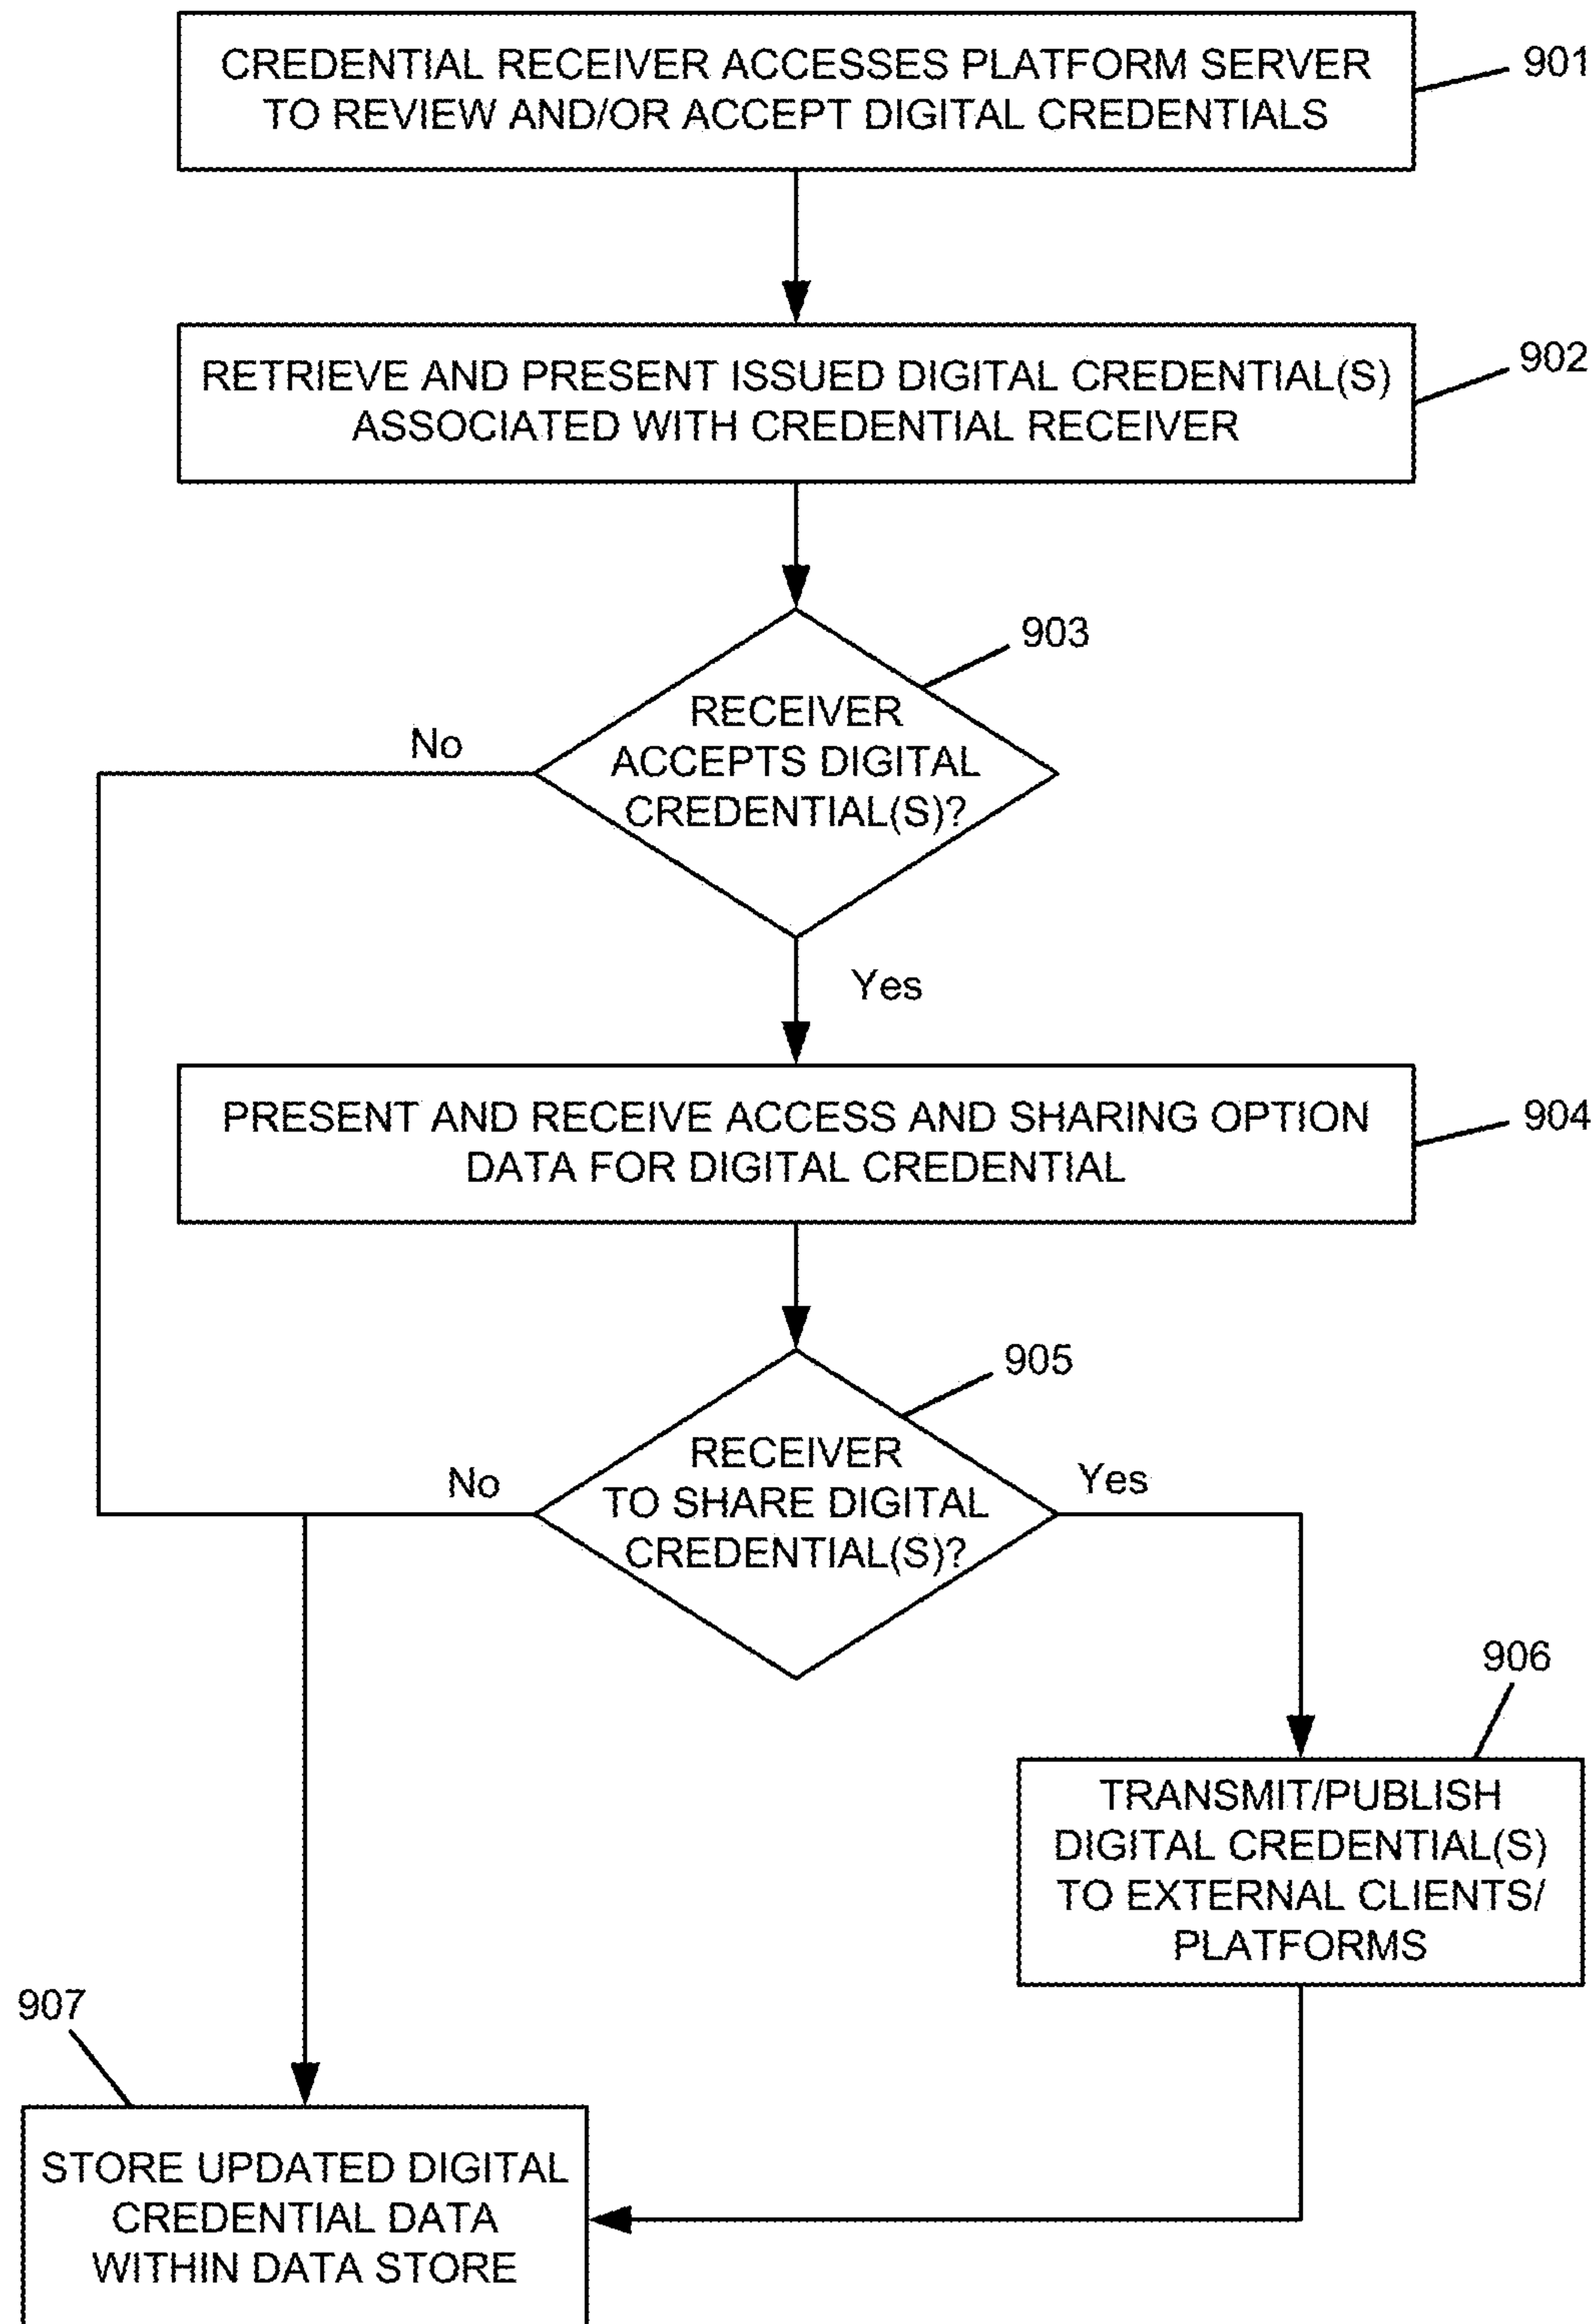 CREDENTIAL RECEIVER ACCESSES PLATFORM SERVER
TO REVIEW AND/OR ACCEPT DIGITAL CREDENTIALS
901
RETRIEVE AND PRESENT ISSUED DIGITAL CREDENTIAL(S)
ASSOCIATED WITH CREDENTIAL RECEIVER
902
903
RECEIVER
ACCEPTS DIGITAL
CREDENTIAL(S)?
No
Yes
PRESENT AND RECEIVE ACCESS AND SHARING OPTION
DATA FOR DIGITAL CREDENTIAL
904
905
RECEIVER
TO SHARE DIGITAL
CREDENTIAL(S)?
No
Yes
906
TRANSMIT/PUBLISH
DIGITAL CREDENTIAL(S)
TO EXTERNAL CLIENTS/
PLATFORMS
907
STORE UPDATED DIGITAL
CREDENTIAL DATA
WITHIN DATA STORE